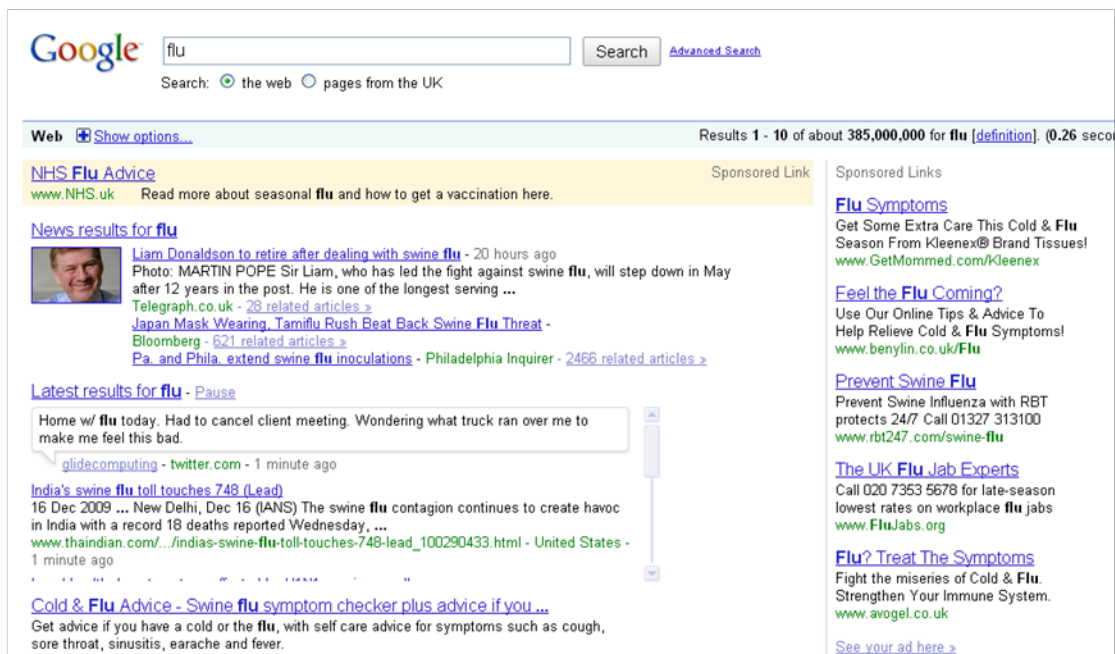 Google
flu
Search
Advanced Search
Search: the web pages from the UK
Web Show options...
Results 1 - 10 of about 385,000,000 for flu [definition]. (0.26 secon
NHS Flu Advice
Sponsored Link
www.NHS.uk Read more about seasonal flu and how to get a vaccination here.
News results for flu
Liam Donaldson to retire after dealing with swine flu - 20 hours ago
Photo: MARTIN POPE Sir Liam, who has led the fight against swine flu, will step down in May
after 12 years in the post. He is one of the longest serving ...
Telegraph.co.uk - 28 related articles »
Japan Mask Wearing, Tamiflu Rush Beat Back Swine Flu Threat -
Bloomberg - 621 related articles »
Pa. and Phila. extend swine flu inoculations - Philadelphia Inquirer - 2466 related articles »
Latest results for flu - Pause
Home w/ flu today. Had to cancel client meeting. Wondering what truck ran over me to
make me feel this bad.
glidecomputing - twitter.com - 1 minute ago
India's swine flu toll touches 748 (Lead)
16 Dec 2009 ... New Delhi, Dec 16 (IANS) The swine flu contagion continues to create havoc
in India with a record 18 deaths reported Wednesday, ...
www.thaindian.com/.../indias-swine-flu-toll-touches-748-lead_100290433.html - United States -
1 minute ago
Cold & Flu Advice - Swine flu symptom checker plus advice if you ...
Get advice if you have a cold or the flu, with self care advice for symptoms such as cough,
sore throat, sinusitis, earache and fever.
Sponsored Links
Flu Symptoms
Get Some Extra Care This Cold & Flu
Season From Kleenex® Brand Tissues!
www.GetMommed.com/Kleenex
Feel the Flu Coming?
Use Our Online Tips & Advice To
Help Relieve Cold & Flu Symptoms!
www.benylin.co.uk/Flu
Prevent Swine Flu
Prevent Swine Influenza with RBT
protects 24/7 Call 01327 313100
www.rbt247.com/swine-flu
The UK Flu Jab Experts
Call 020 7353 5678 for late-season
lowest rates on workplace flu jabs
www.FluJabs.org
Flu? Treat The Symptoms
Fight the miseries of Cold & Flu.
Strengthen Your Immune System.
www.avogel.co.uk
See your ad here »